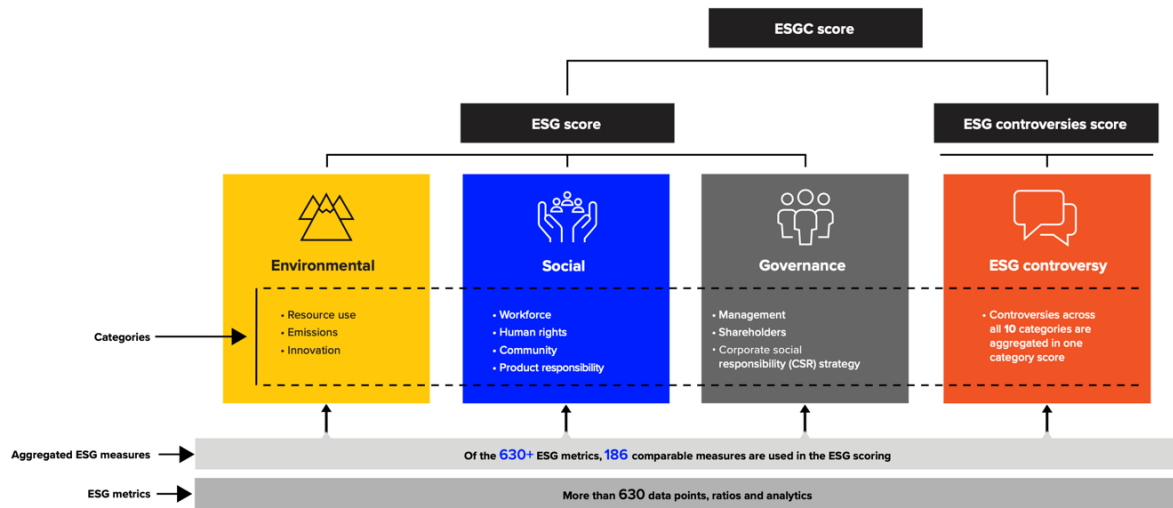 ESGC score
ESG score
ESG controversies score
Environmental
Social
Governance
ESG controversy
Categories
• Resource use
• Emissions
• Innovation
• Workforce
• Human rights
• Community
• Product responsibility
• Management
• Shareholders
• Corporate social
responsibility (CSR) strategy
• Controversies across
all 10 categories are
aggregated in one
category score
Aggregated ESG measures
Of the 630+ ESG metrics, 186 comparable measures are used in the ESG scoring
ESG metrics
More than 630 data points, ratios and analytics